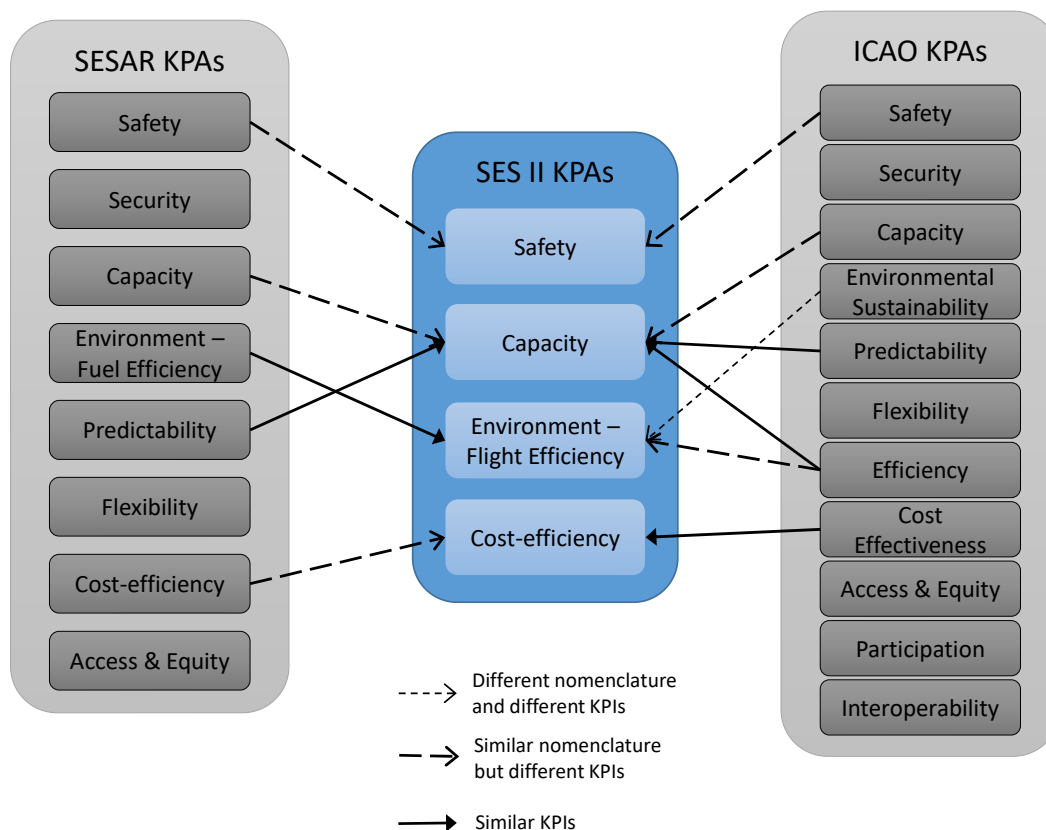 SESAR KPAs
Safety
Security
Capacity
Environment –
Fuel Efficiency
Predictability
Flexibility
Cost-efficiency
Access & Equity
SES II KPAs
Safety
Capacity
Environment –
Flight Efficiency
Cost-efficiency
ICAO KPAs
Safety
Security
Capacity
Environmental
Sustainability
Predictability
Flexibility
Efficiency
Cost
Effectiveness
Access & Equity
Participation
Interoperability
Different nomenclature
and different KPIs
Similar nomenclature
but different KPIs
Similar KPIs